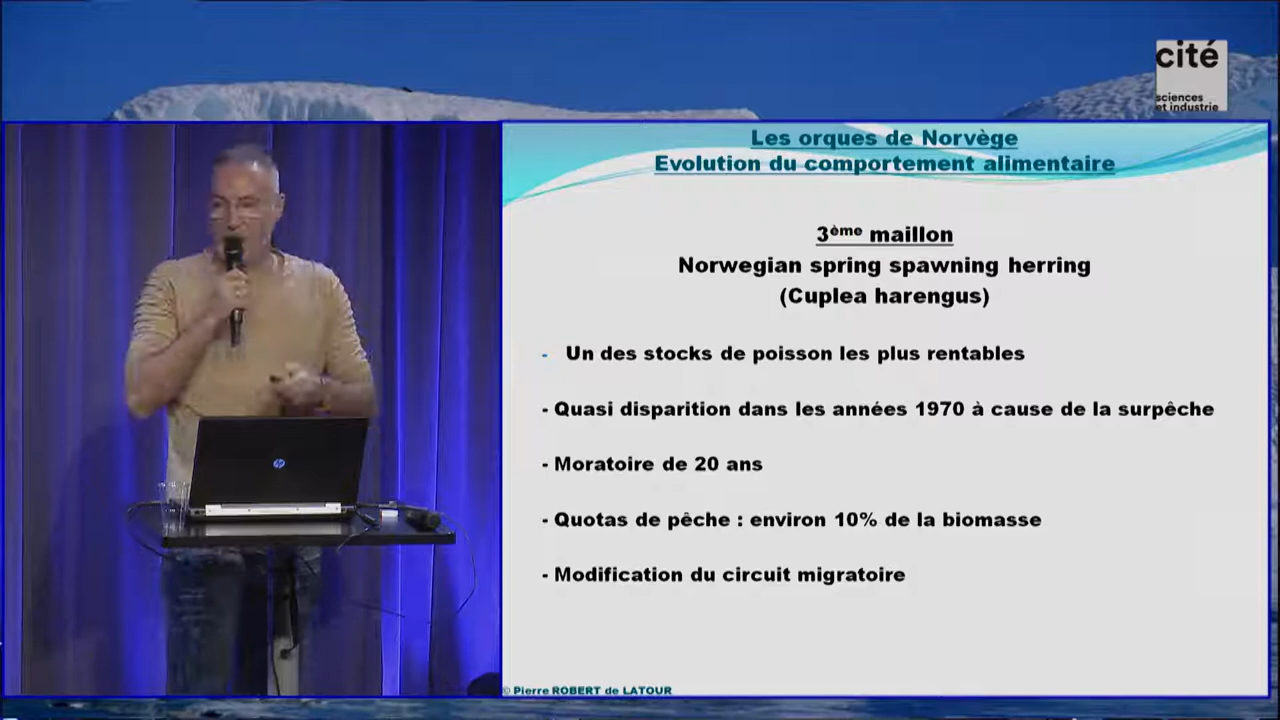 cité
sciences
et industrie
Les orques de Norvège
Evolution du comportement alimentaire
3ème maillon
Norwegian spring spawning herring
(Cuplea harengus)
- Un des stocks de poisson les plus rentables
- Quasi disparition dans les années 1970 à cause de la surpêche
- Moratoire de 20 ans
- Quotas de pêche : environ 10% de la biomasse
- Modification du circuit migratoire
© Pierre ROBERT de LATOUR
hp